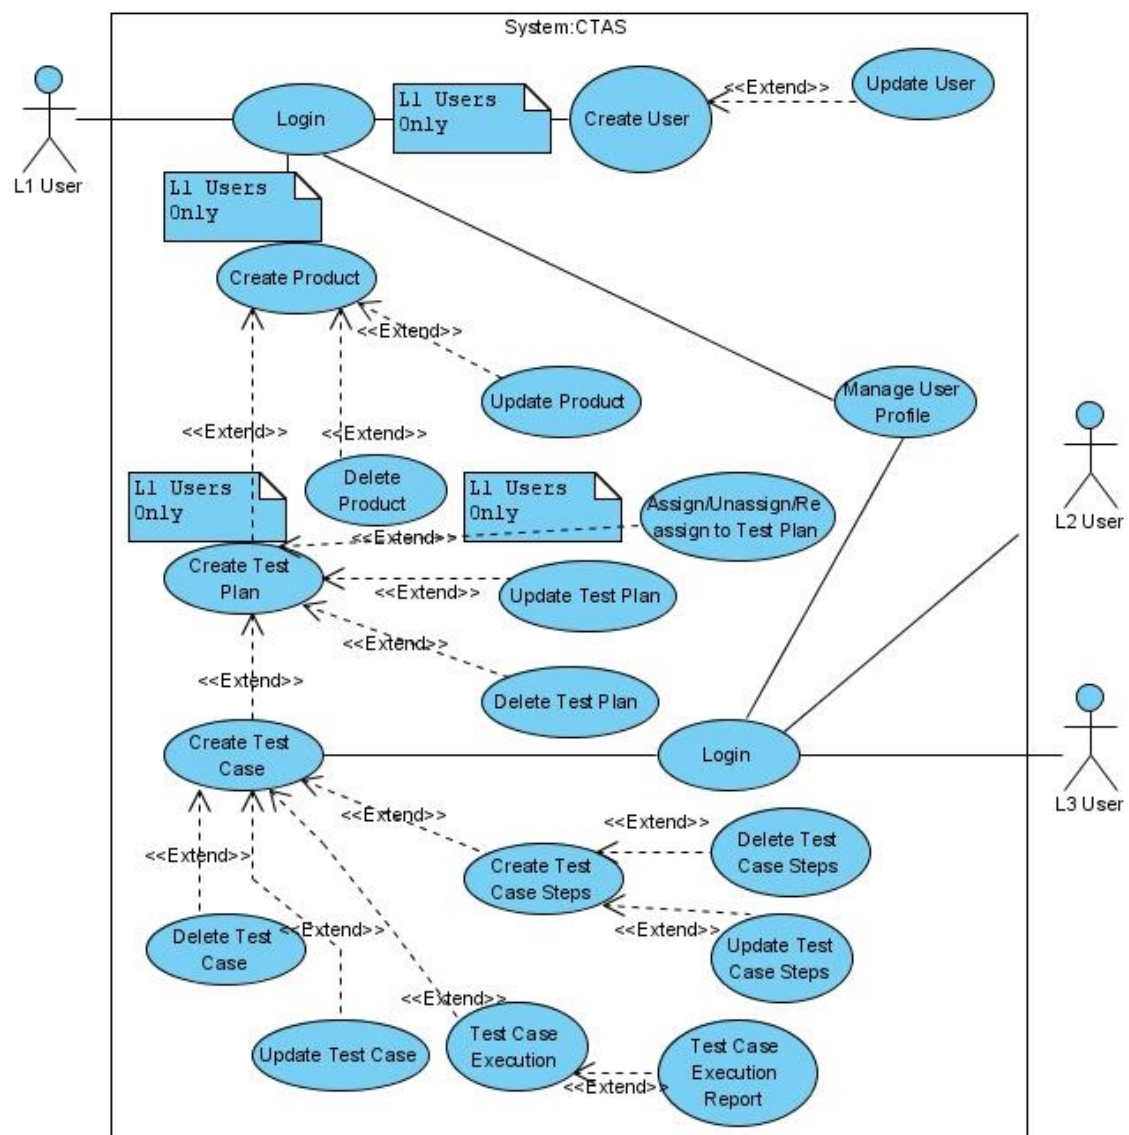 System:CTAS
L1 User
Login
L1 Users
Only
Create User
<<Extend>>
Update User
L1 Users
Only
Create Product
<<Extend>>
Update Product
Manage User
Profile
<<Extend>>
<<Extend>>
Delete
Product
L1 Users
Only
L1 Users
Only
Assign/Unassign/Re
assign to Test Plan
L2 User
<<Extend>>
Create Test
Plan
<<Extend>>
Update Test Plan
<<Extend>>
<<Extend>>
Delete Test Plan
Create Test
Case
Login
L3 User
<<Extend>>
<<Extend>>
Delete Test
Case Steps
<<Extend>>
Create Test
Case Steps
<<Extend>>
Update Test
Case Steps
Delete Test
Case
<<Extend>>
<<Extend>>
Update Test Case
Test Case
Execution
<<Extend>>
Test Case
Execution
Report